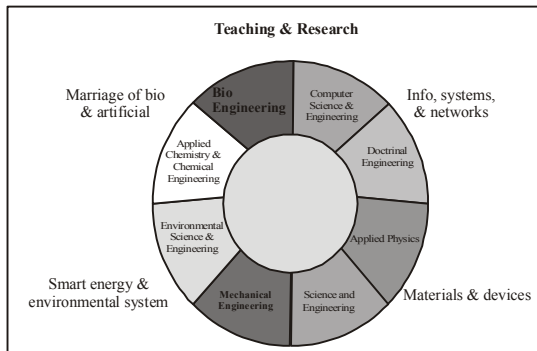 Teaching & Research
Marriage of bio
& artificial
Bio
Engineering
Computer
Science &
Engineering
Info, systems,
& networks
Applied
Chemistry &
Chemical
Engineering
Doctrinal
Engineering
Environmental
Science &
Engineering
Applied Physics
Smart energy &
environmental system
Mechanical
Engineering
Science and
Engineering
Materials & devices